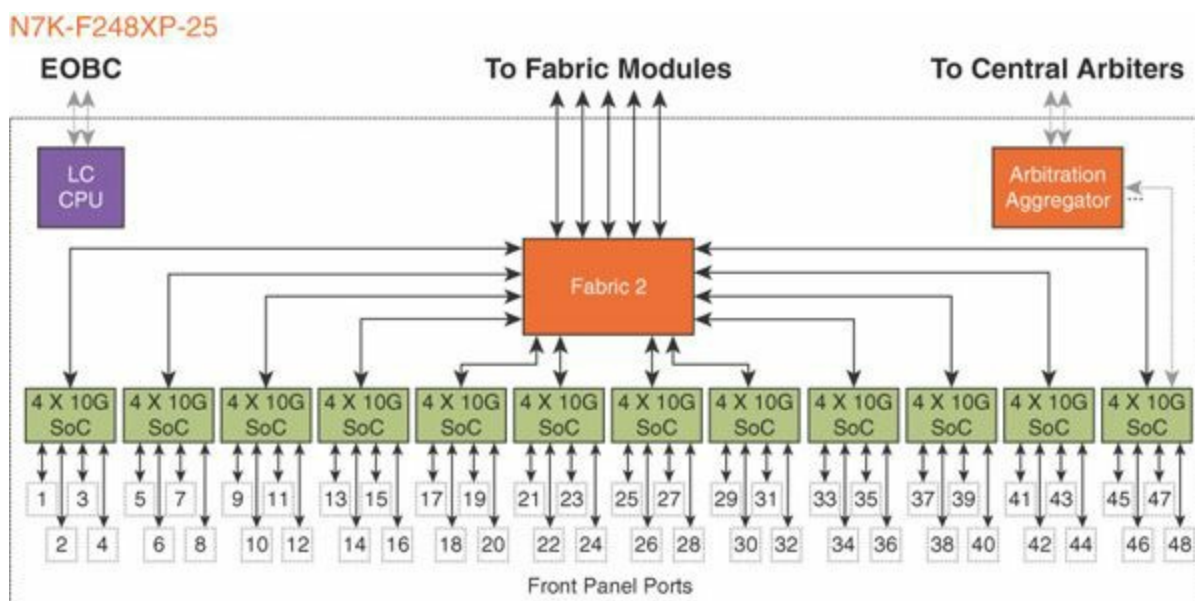 N7K-F248XP-25
EOBC
To Fabric Modules
To Central Arbiters
LC
CPU
Arbitration
Aggregator
...
Fabric 2
4 X 10G
SoC
4 X 10G
SoC
4 X 10G
SoC
4 X 10G
SoC
4 X 10G
SoC
4 X 10G
SoC
4 X 10G
SoC
4 X 10G
SoC
4 X 10G
SoC
4 X 10G
SoC
4 X 10G
SoC
4 X 10G
SoC
1 3 5 7 9 11 13 15 17 19 21 23 25 27 29 31 33 35 37 39 41 43 45 47
2 4 6 8 10 12 14 16 18 20 22 24 26 28 30 32 34 36 38 40 42 44 46 48
Front Panel Ports